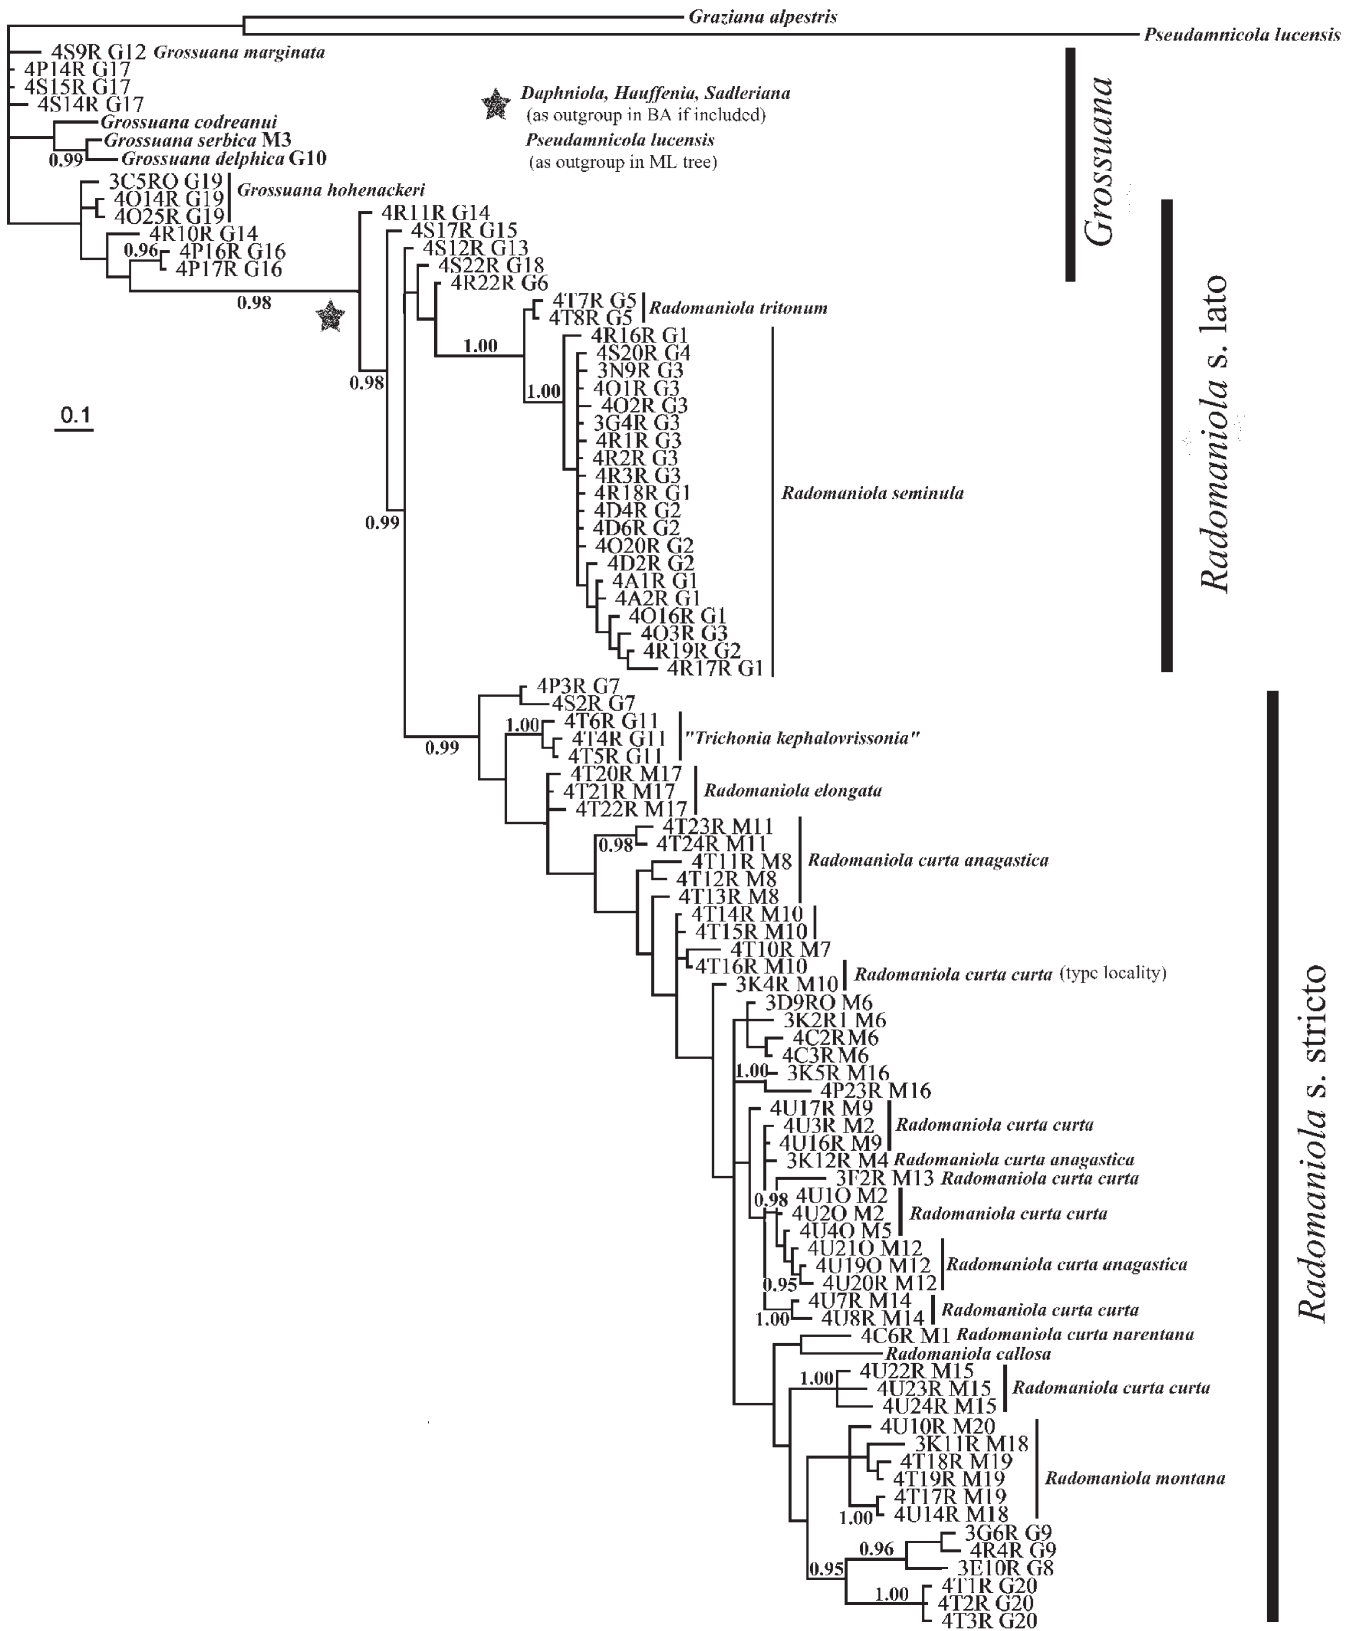 Graziana alpestris
Pseudamnicola lucensis
4S9R G12 Grossuana marginata
4P14R G17
4S15R G17
4S14R G17
Daphniola, Hauffenia, Sadleriana
(as outgroup in BA if included)
Pseudamnicola lucensis
(as outgroup in ML tree)
Grossuana codreanui
Grossuana serbica M3
0.99 Grossuana delphica G10
3C5RO G19
Grossuana hohenackeri
4O14R G19
4O25R G19
4R11R G14
4R10R G14
4S17R G15
0.96 4P16R G16
4S12R G13
4P17R G16
4S22R G18
4R22R G6
0.98
4T7R G5
Radomaniola tritonum
4T8R G5
4R16R G1
1.00
4S20R G4
3N9R G3
0.98
4O1R G3
1.00
4O2R G3
0.1
3G4R G3
4R1R G3
4R2R G3
4R3R G3
4R18R G1
Radomaniola seminula
4D4R G2
0.99
4D6R G2
4O20R G2
4D2R G2
4A1R G1
4A2R G1
4O16R G1
4O3R G3
4R19R G2
4R17R G1
4P3R G7
4S2R G7
1.00 4T6R G11
4T4R G11 "Trichonia kephalovrissonia"
0.99
4T5R G11
4T20R M17
4T21R M17 Radomaniola elongata
4T22R M17
4T23R M11
0.98 4T24R M11
4T11R M8 Radomaniola curta anagastica
4T12R M8
4T13R M8
4T14R M10
4T15R M10
4T10R M7
4T16R M10
Radomaniola curta curta (type locality)
3K4R M10
3D9RO M6
3K2R1 M6
4C2RM6
4C3RM6
1.00 3K5R M16
4P23R M16
4U17R M9
4U3R M2 Radomaniola curta curta
4U16R M9
3K12R M4 Radomaniola curta anagastica
3F2R M13 Radomaniola curta curta
0.98 4U1O M2
4U2O M2 Radomaniola curta curta
4U4O M5
4U21O M12
4U19O M12 Radomaniola curta anagastica
0.95 4U20R M12
4U7R M14
Radomaniola curta curta
1.00 4U8R M14
4C6R M1 Radomaniola curta narentana
Radomaniola callosa
1.00 4U22R M15
4U23R M15 Radomaniola curta curta
4U24R M15
4U10R M20
3K11R M18
4T18R M19
4T19R M19 Radomaniola montana
4T17R M19
1.00 4U14R M18
3G6R G9
0.96 4R4R G9
0.95 3E10R G8
4T1R G20
1.00 4T2R G20
4T3R G20
Grossuana
Radomaniola s. lato
Radomaniola s. stricto